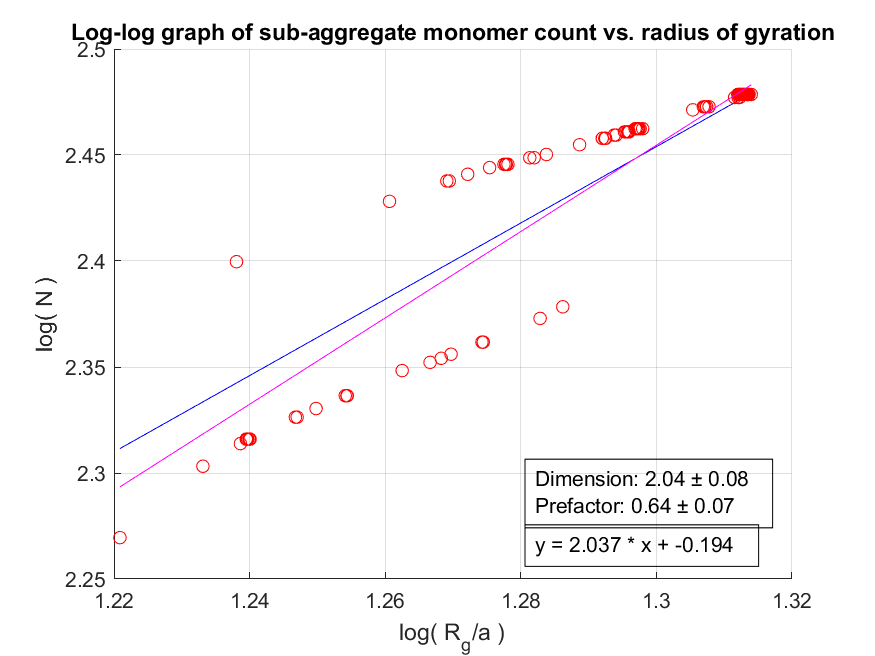 Log-log graph of sub-aggregate monomer count vs. radius of gyration
2.5
2.45
2.4
2.35
2.3
2.25
log( N )
Dimension: 2.04 ± 0.08
Prefactor: 0.64 ± 0.07
y = 2.037 * x + -0.194
1.22 1.24 1.26 1.28 1.3 1.32
log( R_g/a )